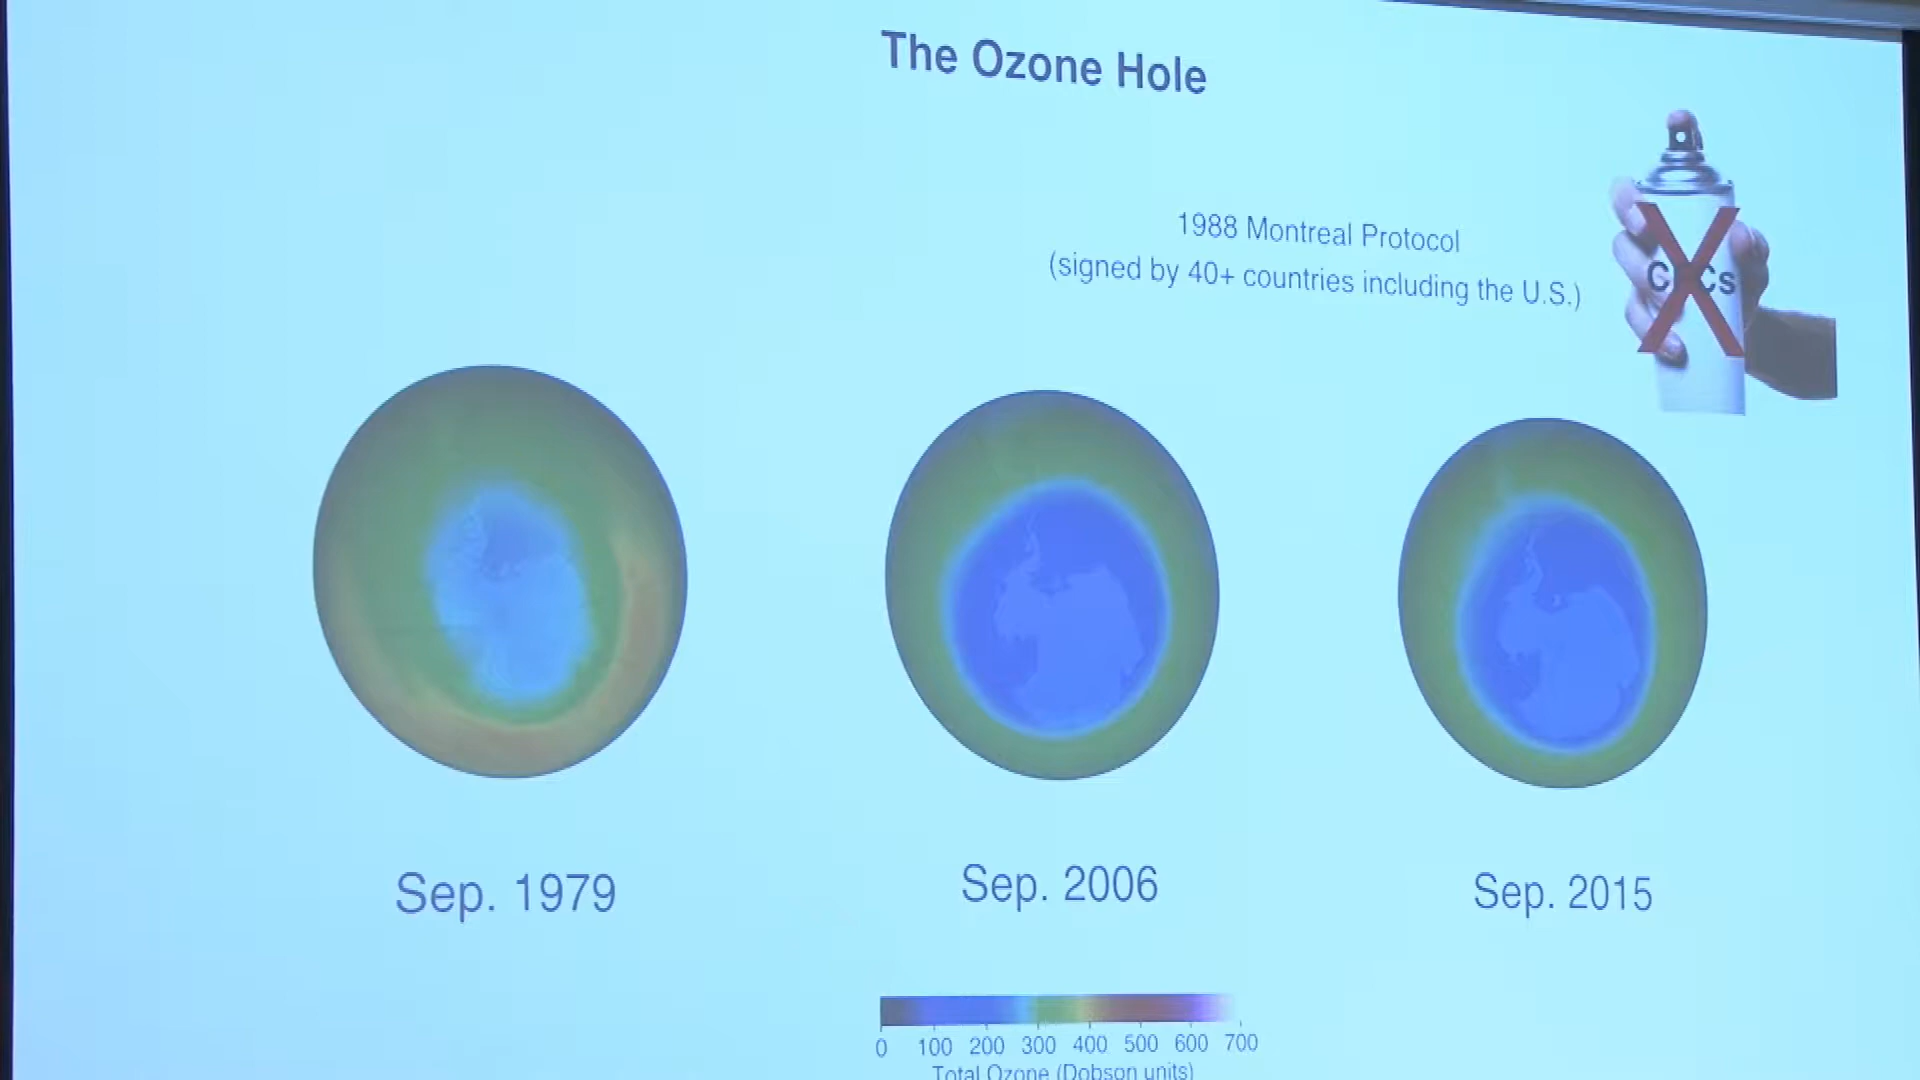 The Ozone Hole
1988 Montreal Protocol
(signed by 40+ countries including the U.S.)
CFCs
Sep. 1979
Sep. 2006
Sep. 2015
0 100 200 300 400 500 600 700
Total Ozone (Dobson units)